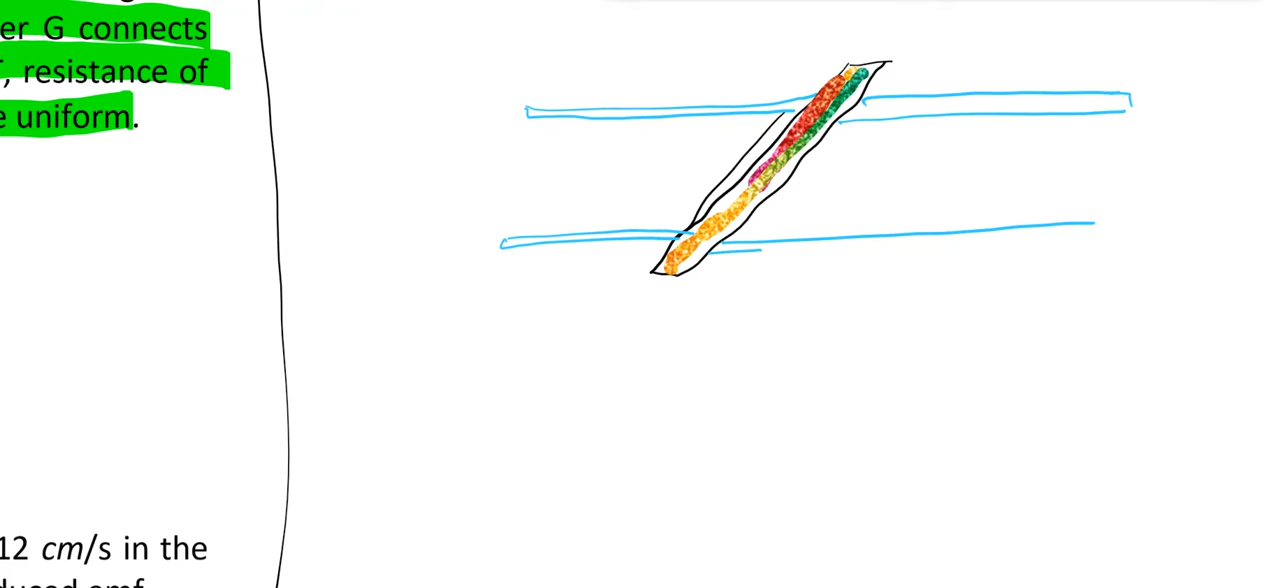 er G connects
, resistance of
e uniform.
12 cm/s in the